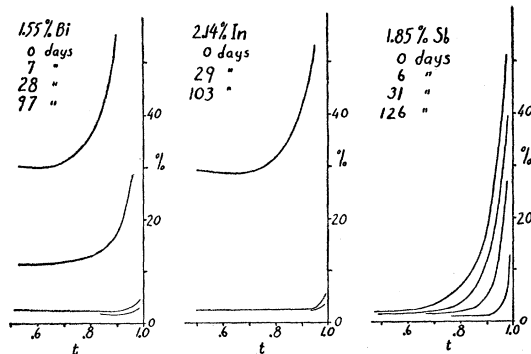 1.55% Bi
0 days
7 "
28 "
97 "
40
%
20
0
.6 .8 1.0
t
2.14% In
0 days
29 "
103 "
40
%
20
0
.6 .8 1.0
t
1.85% Sb
0 days
6 "
31 "
126 "
40
%
20
0
.6 .8 1.0
t